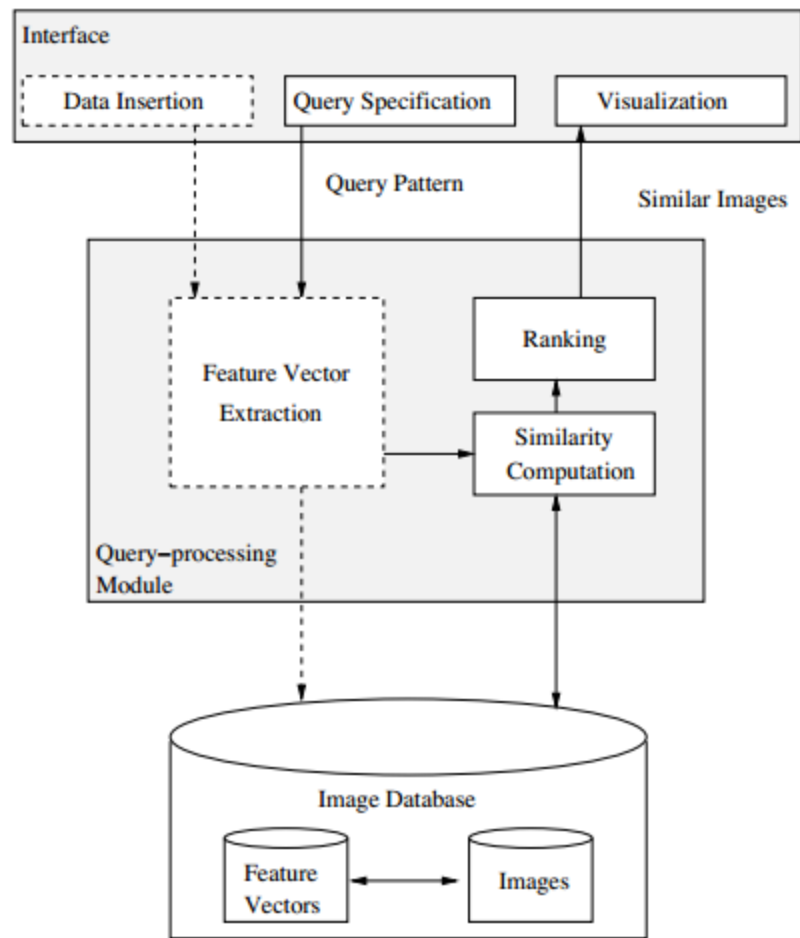 Interface
Data Insertion
Query Specification
Visualization
Query Pattern
Similar Images
Feature Vector
Extraction
Ranking
Similarity
Computation
Query-processing
Module
Image Database
Feature
Vectors
Images